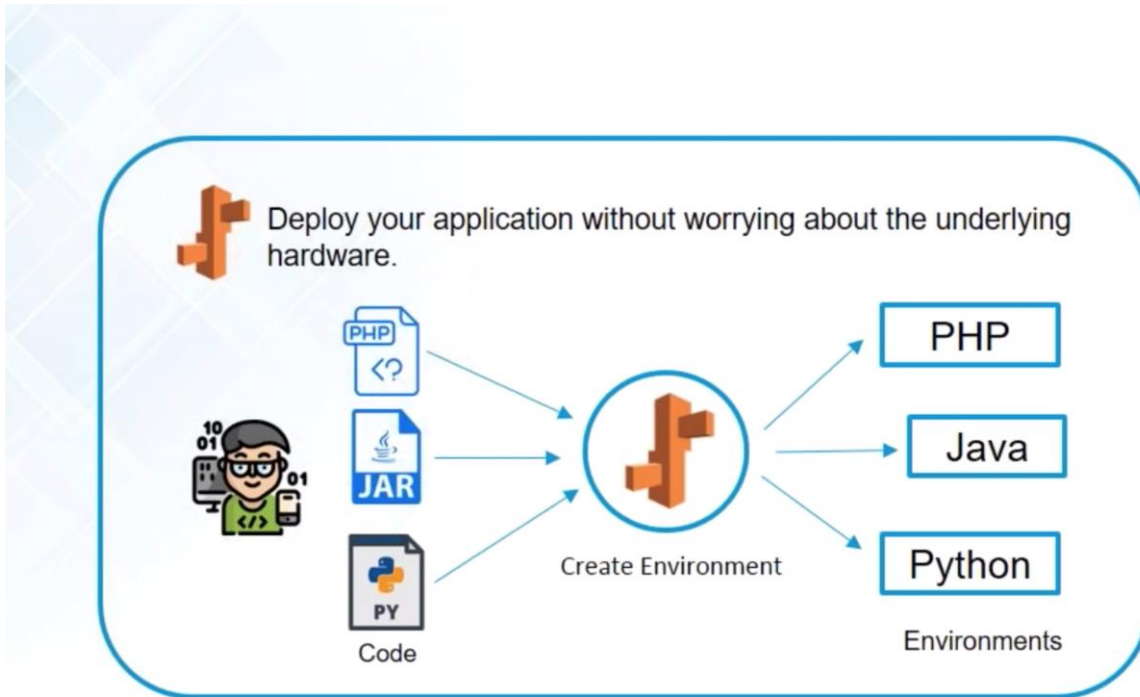 Deploy your application without worrying about the underlying
hardware.
PHP
<?
JAR
PY
10
01
01
</>
Code
Create Environment
PHP
Java
Python
Environments